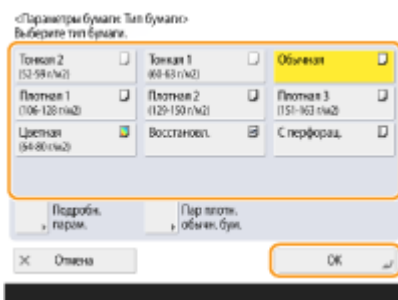 <Параметры бумаги: Тип бумаги>
Выберите тип бумаги.
Тонкая 2
(52-59 г/м2)
Тонкая 1
(60-63 г/м2)
Обычная
Плотная 1
(106-128 г/м2)
Плотная 2
(129-150 г/м2)
Плотная 3
(151-163 г/м2)
Цветная
(64-80 г/м2)
Восстановл.
С перфорац.
Подробн.
парам.
Пар плотн.
обычн. бум.
Отмена
OK